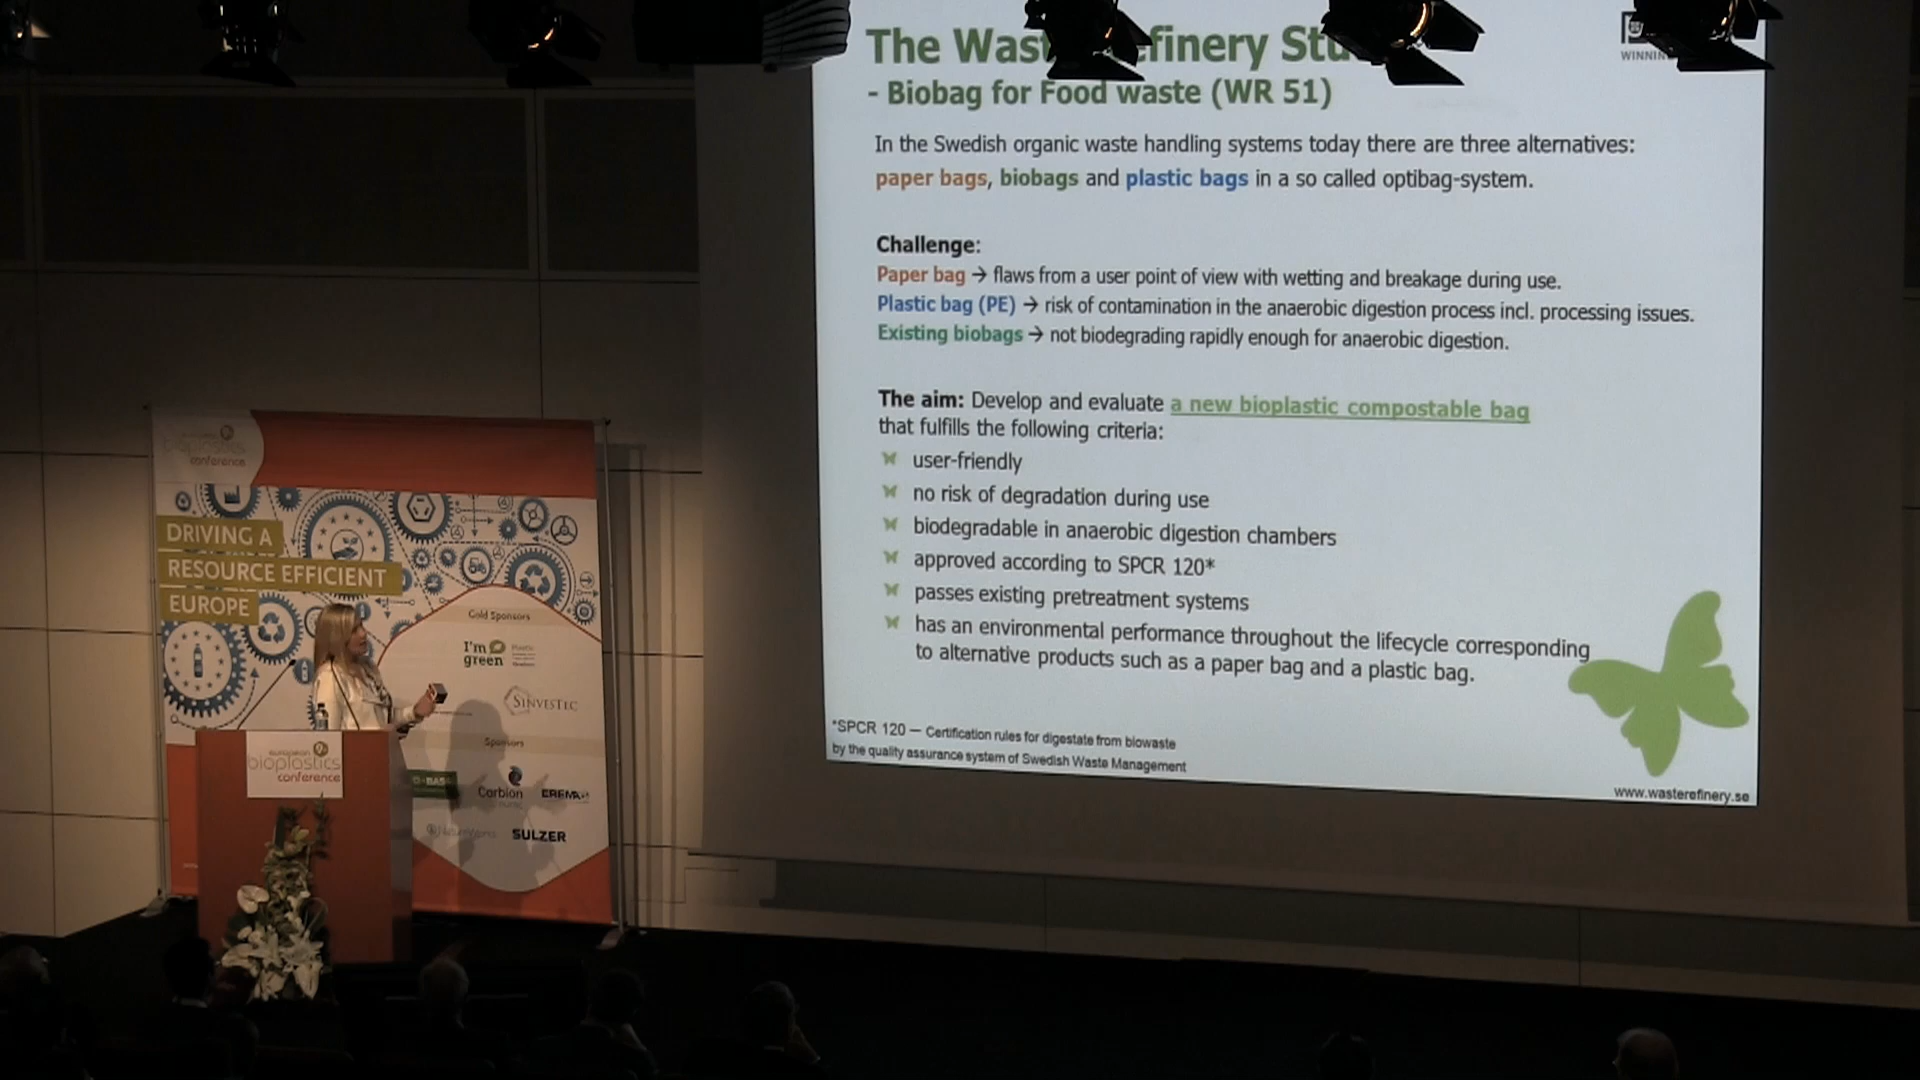 The Was efinery Stu
- Biobag for Food waste (WR 51)
WINNIN
In the Swedish organic waste handling systems today there are three alternatives:
paper bags, biobags and plastic bags in a so called optibag-system.
Challenge:
Paper bag → flaws from a user point of view with wetting and breakage during use.
Plastic bag (PE) → risk of contamination in the anaerobic digestion process incl. processing issues.
Existing biobags → not biodegrading rapidly enough for anaerobic digestion.
The aim: Develop and evaluate a new bioplastic compostable bag
that fulfills the following criteria:
user-friendly
no risk of degradation during use
biodegradable in anaerobic digestion chambers
approved according to SPCR 120*
passes existing pretreatment systems
has an environmental performance throughout the lifecycle corresponding
to alternative products such as a paper bag and a plastic bag.
*SPCR 120 — Certification rules for digestate from biowaste
by the quality assurance system of Swedish Waste Management
www.wasterefinery.se
bioplastics
conference
DRIVING A
RESOURCE EFFICIENT
EUROPE
Gold Sponsors
I'm
green
SINVESTEC
Sponsors
BASF
Corbion
EREMA
NatureWorks
SULZER
european
bioplastics
conference